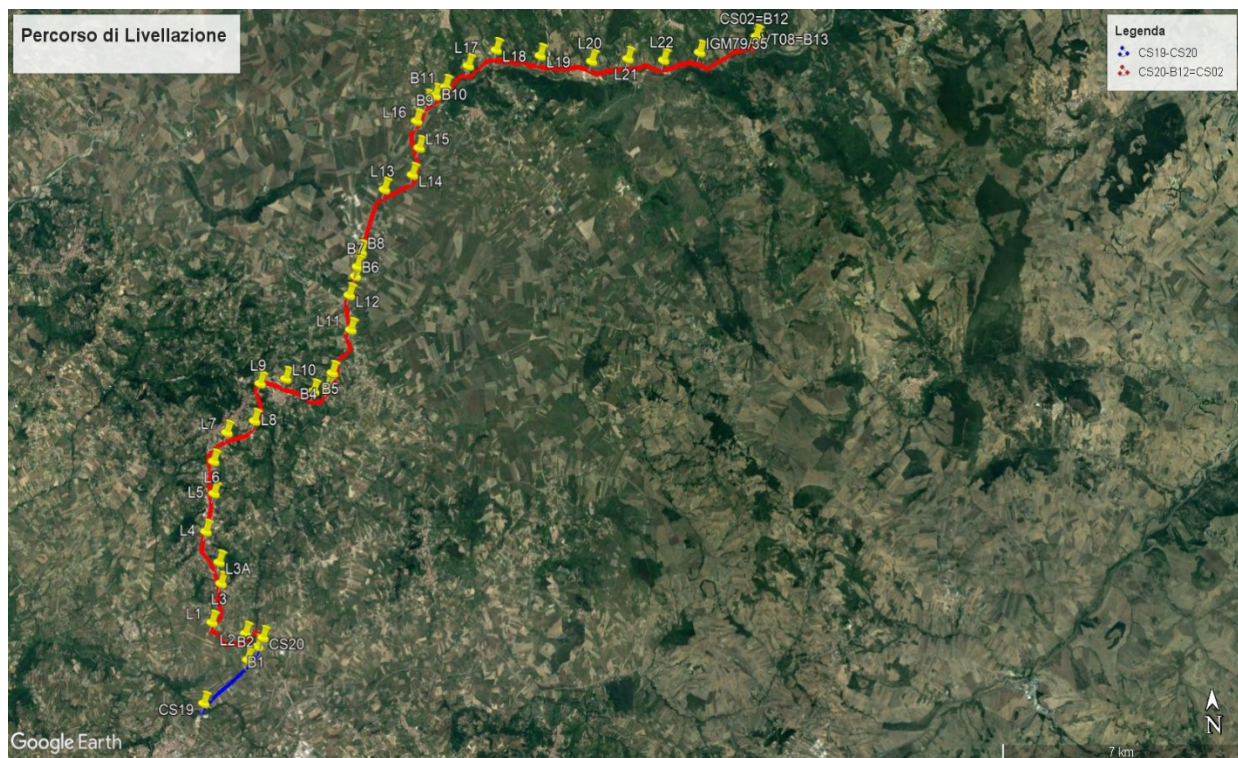 Percorso di Livellazione
Legenda
CS19-CS20
CS20-B12=CS02
CS02=B12
IGM79/35
/T08=B13
L22
L21
L20
L19
L18
L17
B11
B10
B9
L16
L15
L14
L13
B8
B7
B6
L12
L11
L10
L9
B5
B4
L8
L7
L6
L5
L4
L3A
L3
L1
L2
B2
CS20
B1
CS19
Google Earth
N
7 km